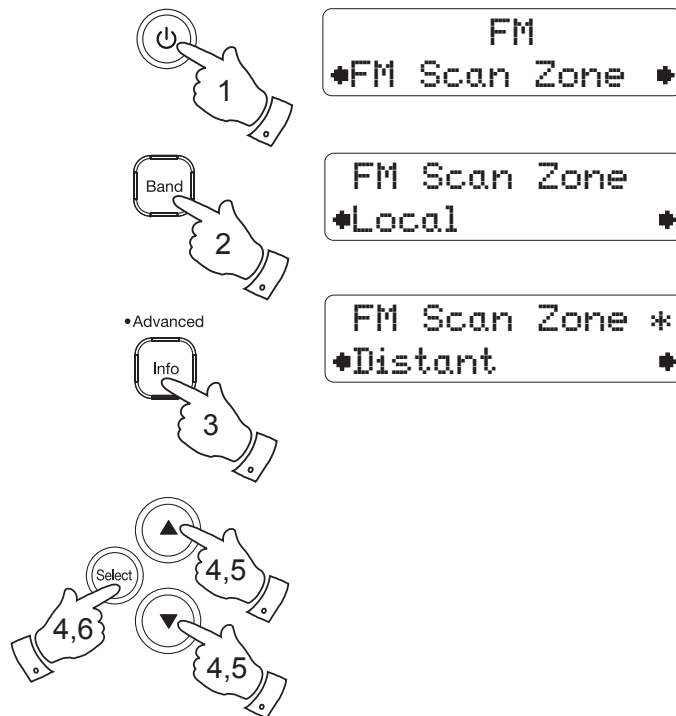 1
FM
FM Scan Zone
Band
2
FM Scan Zone
Local
•Advanced
Info
3
FM Scan Zone *
Distant
4,5
Select
4,6
4,5